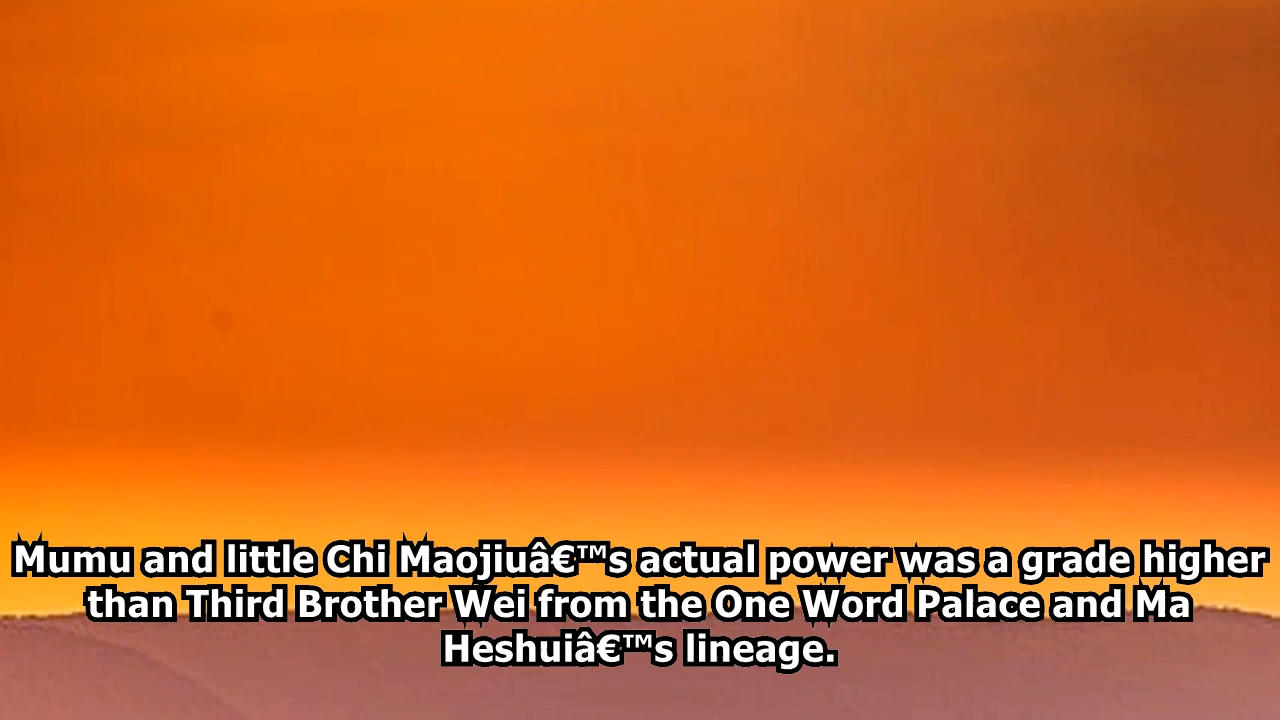 Mumu and little Chi Maojiuâ€™s actual power was a grade higher
than Third Brother Wei from the One Word Palace and Ma
Heshuiâ€™s lineage.